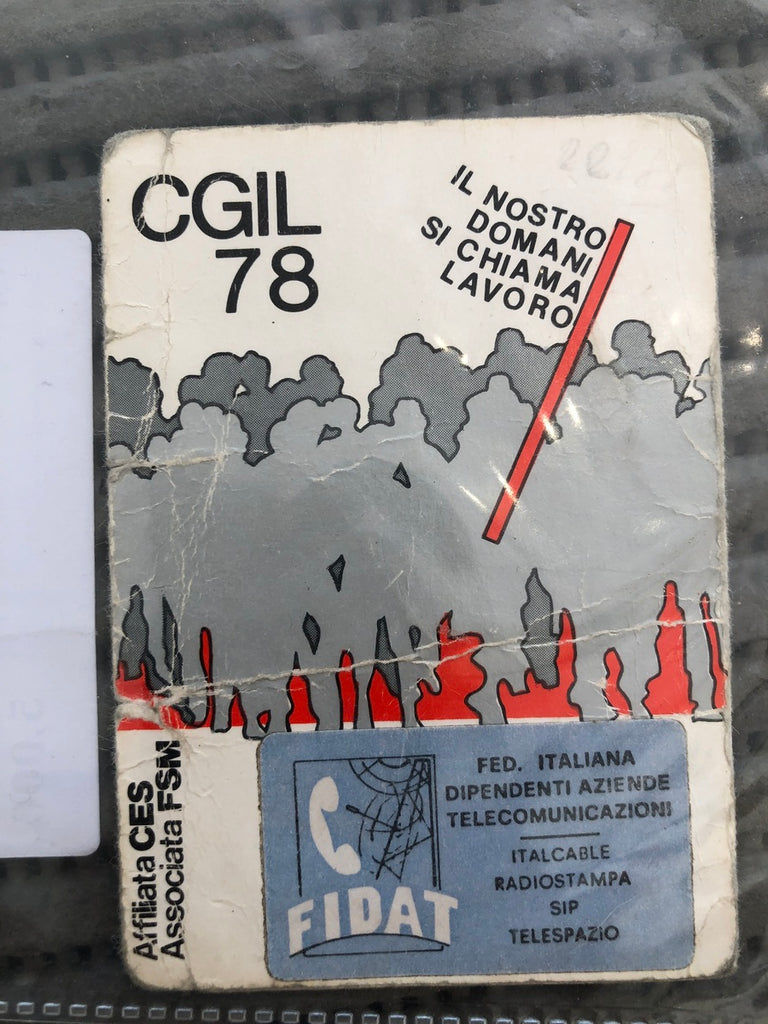 CGIL
78
IL NOSTRO
DOMANI
SI CHIAMA
LAVORO
Affiliata CES
Associata FSM
FIDAT
FED. ITALIANA
DIPENDENTI AZIENDE
TELECOMUNICAZIONI
ITALCABLE
RADIOSTAMPA
SIP
TELESPAZIO